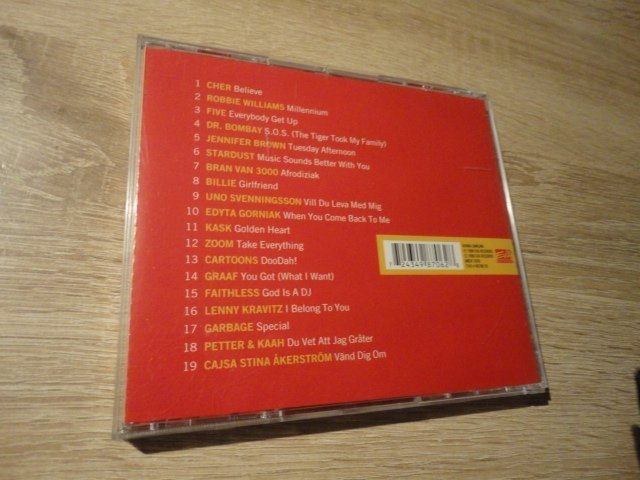 1 CHER Believe
2 ROBBIE WILLIAMS Millennium
3 FIVE Everybody Get Up
4 DR. BOMBAY S.O.S. (The Tiger Took My Family)
5 JENNIFER BROWN Tuesday Afternoon
6 STARDUST Music Sounds Better With You
7 BRAN VAN 3000 Afrodiziak
8 BILLIE Girlfriend
9 UNO SVENNINGSSON Vill Du Leva Med Mig
10 EDYTA GORNIAK When You Come Back To Me
11 KASK Golden Heart
12 ZOOM Take Everything
13 CARTOONS DooDah!
14 GRAAF You Got (What I Want)
15 FAITHLESS God Is A DJ
16 LENNY KRAVITZ I Belong To You
17 GARBAGE Special
18 PETTER & KAAH Du Vet Att Jag Gråter
19 CAJSA STINA ÅKERSTRÖM Vänd Dig Om
7 24349 87062 6